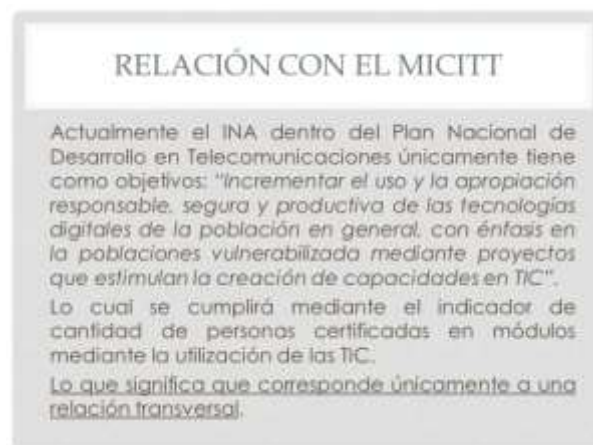 RELACIÓN CON EL MICITT
Actualmente el INA dentro del Plan Nacional de
Desarrollo en Telecomunicaciones únicamente tiene
como objetivos: "Incrementar el uso y la apropiación
responsable, segura y productiva de las tecnologías
digitales de la población en general, con énfasis en
la poblaciones vulnerabilizada mediante proyectos
que estimulan la creación de capacidades en TIC".
Lo cual se cumplirá mediante el indicador de
cantidad de personas certificadas en módulos
mediante la utilización de las TIC.
Lo que significa que corresponde únicamente a una
relación transversal.